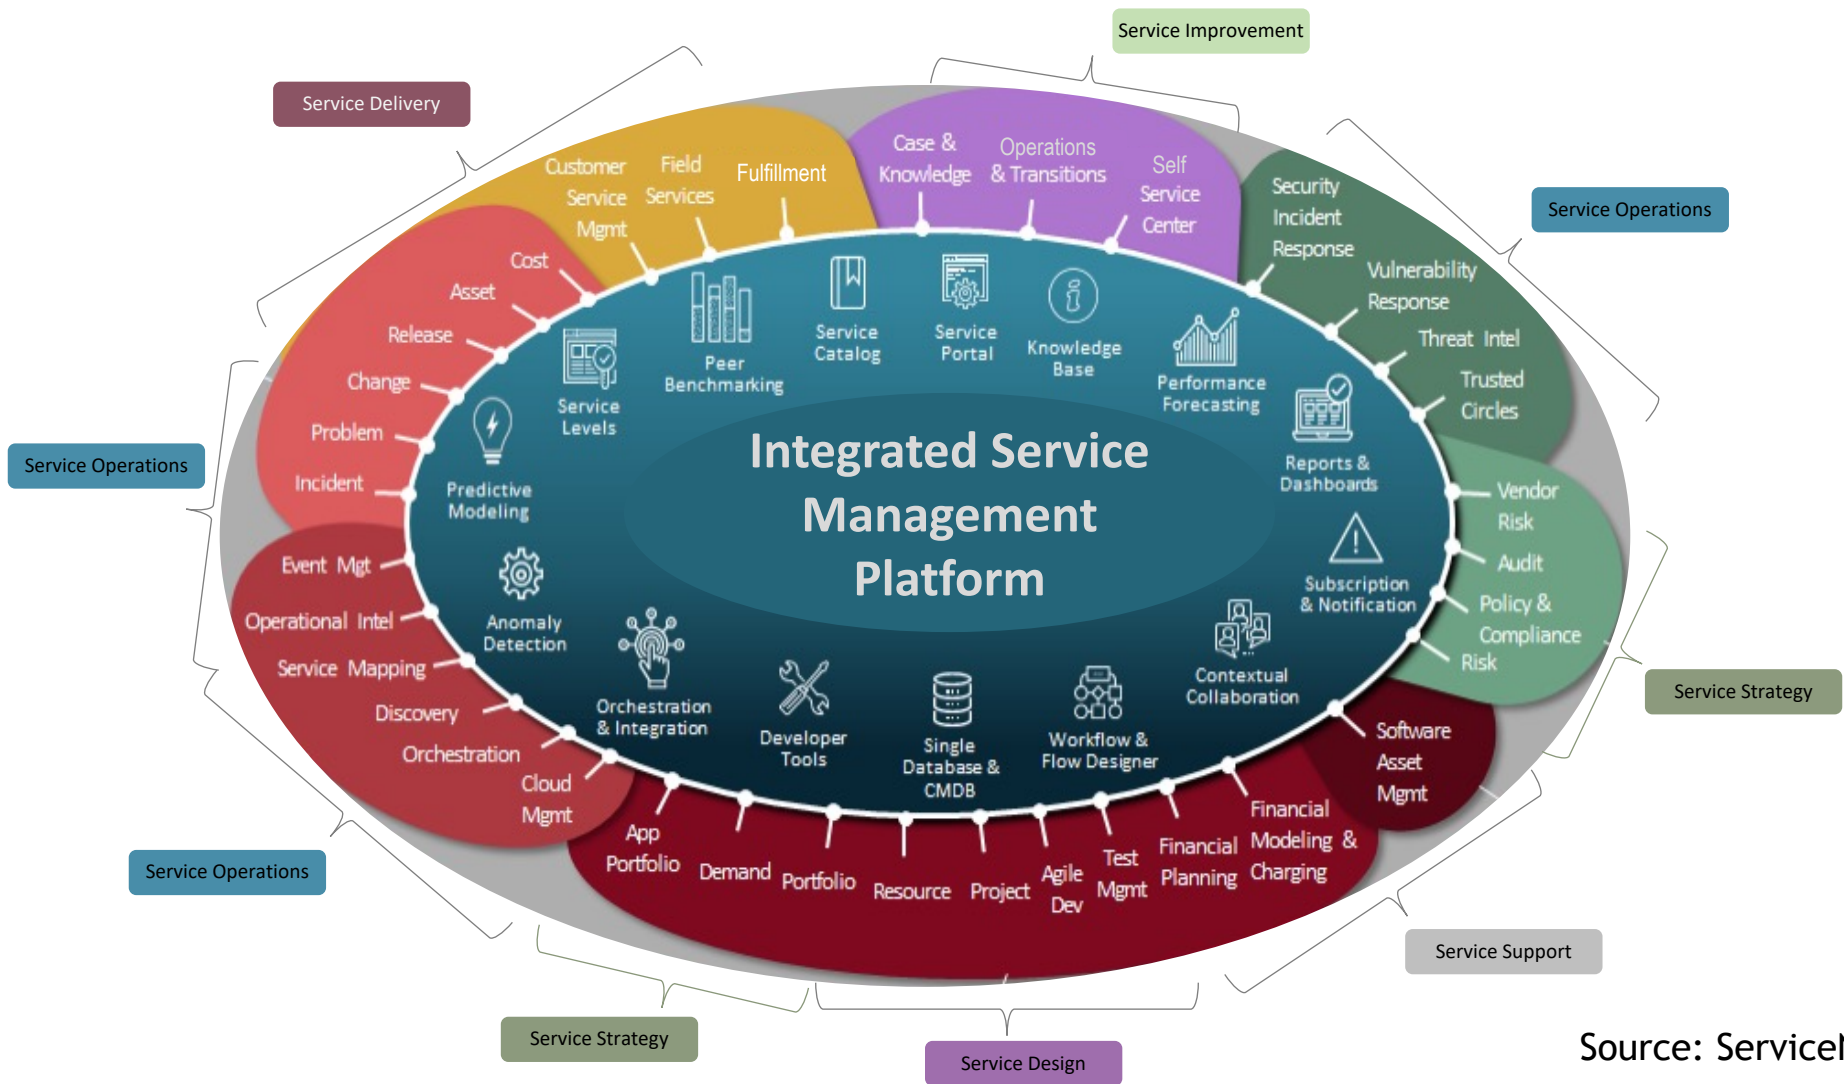 Service Improvement
Service Delivery
Service Operations
Customer
Service
Mgmt
Field
Services
Fulfillment
Case &
Knowledge
Operations
& Transitions
Self
Service
Center
Security
Incident
Response
Vulnerability
Response
Threat Intel
Trusted
Circles
Cost
Asset
Release
Change
Problem
Incident
Service Operations
Event Mgt
Operational Intel
Service Mapping
Discovery
Orchestration
Cloud
Mgmt
Service Operations
Vendor
Risk
Audit
Policy &
Compliance
Risk
Service Strategy
Software
Asset
Mgmt
Service
Levels
Peer
Benchmarking
Service
Catalog
Service
Portal
Knowledge
Base
Performance
Forecasting
Reports &
Dashboards
Predictive
Modeling
Integrated Service
Management
Platform
Subscription
& Notification
Anomaly
Detection
Orchestration
& Integration
Developer
Tools
Single
Database &
CMDB
Workflow &
Flow Designer
Contextual
Collaboration
App
Portfolio
Demand
Portfolio
Resource
Project
Agile
Dev
Test
Mgmt
Financial
Planning
Financial
Modeling &
Charging
Service Support
Service Strategy
Service Design
Source: